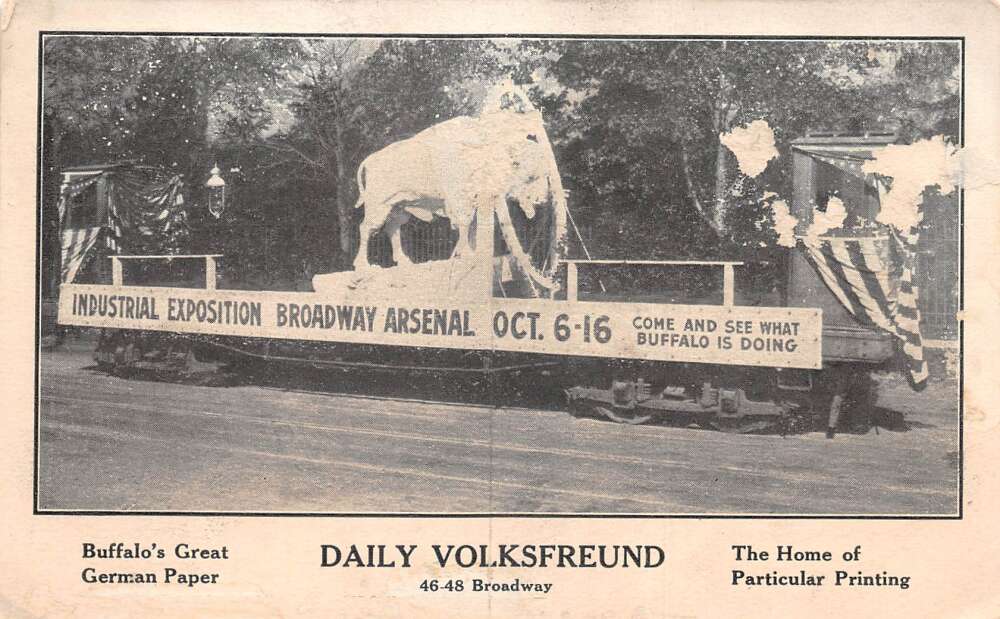 INDUSTRIAL EXPOSITION BROADWAY ARSENAL OCT. 6-16
COME AND SEE WHAT
BUFFALO IS DOING
Buffalo's Great
German Paper
DAILY VOLKSFREUND
46-48 Broadway
The Home of
Particular Printing